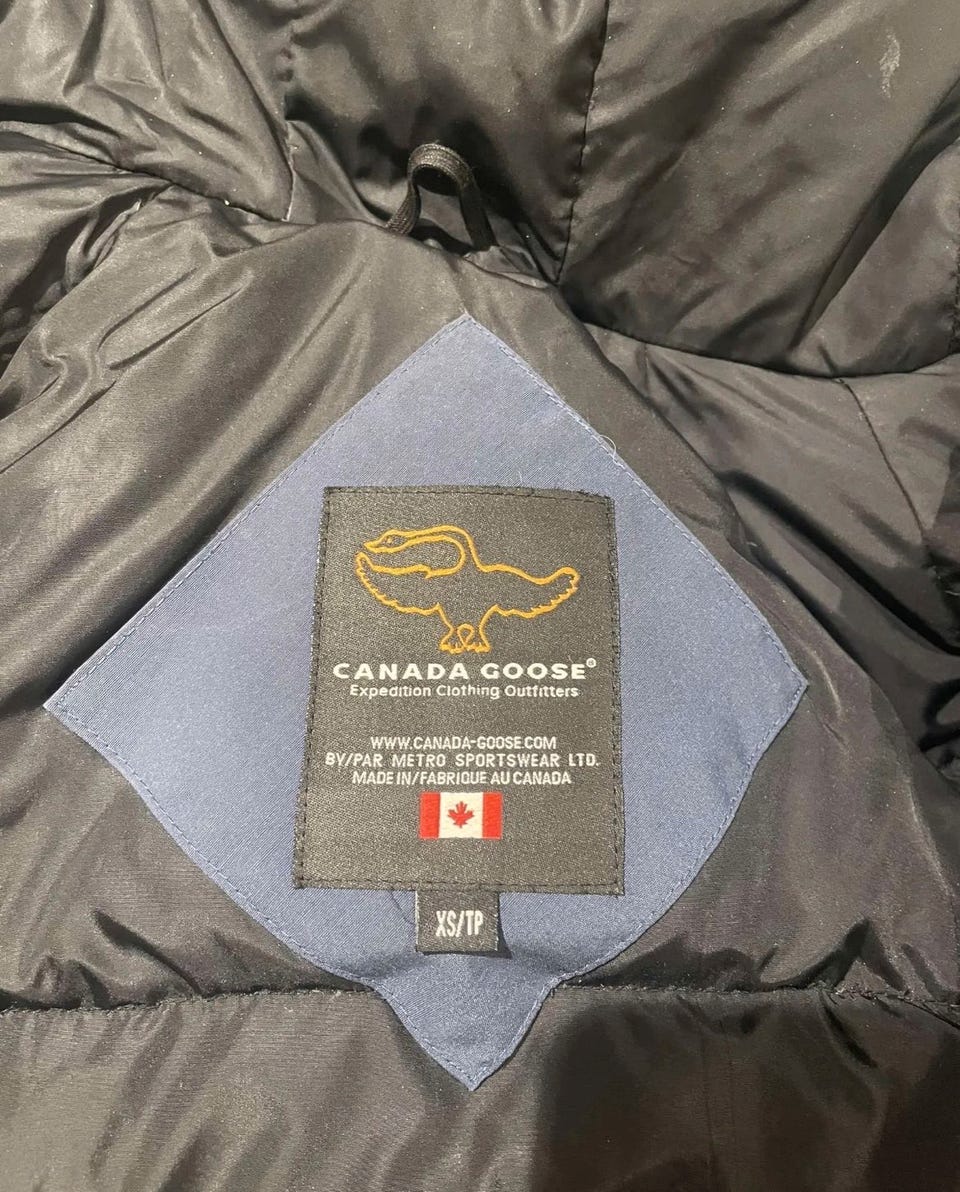 CANADA GOOSE®
Expedition Clothing Outfitters
WWW.CANADA-GOOSE.COM
BY/PAR METRO SPORTSWEAR LTD.
MADE IN/FABRIQUE AU CANADA
XS/TP